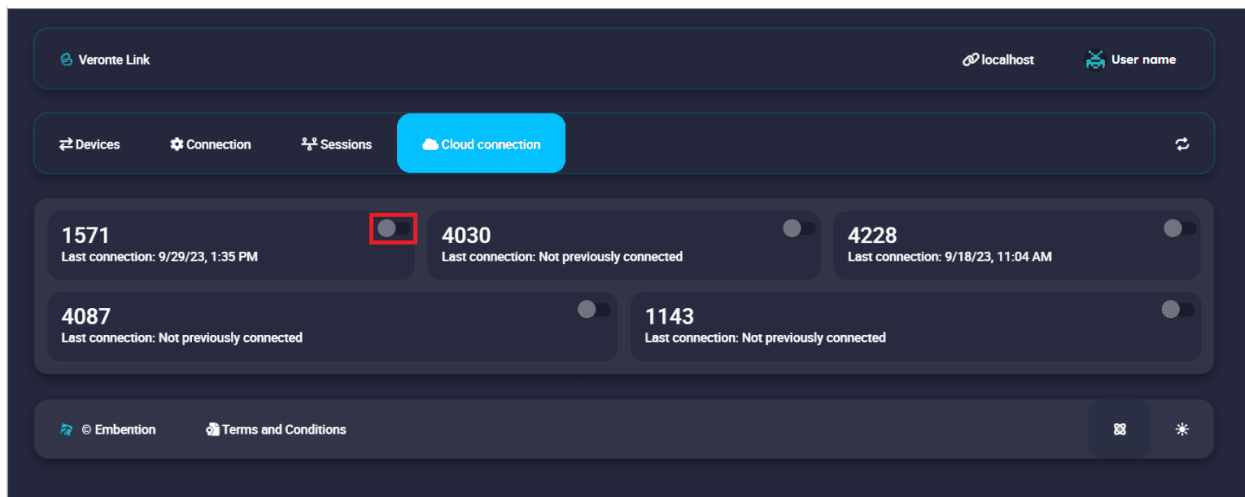 Veronte Link
localhost
User name
Devices
Connection
Sessions
Cloud connection
1571
Last connection: 9/29/23, 1:35 PM
4030
Last connection: Not previously connected
4228
Last connection: 9/18/23, 11:04 AM
4087
Last connection: Not previously connected
1143
Last connection: Not previously connected
© Embention
Terms and Conditions